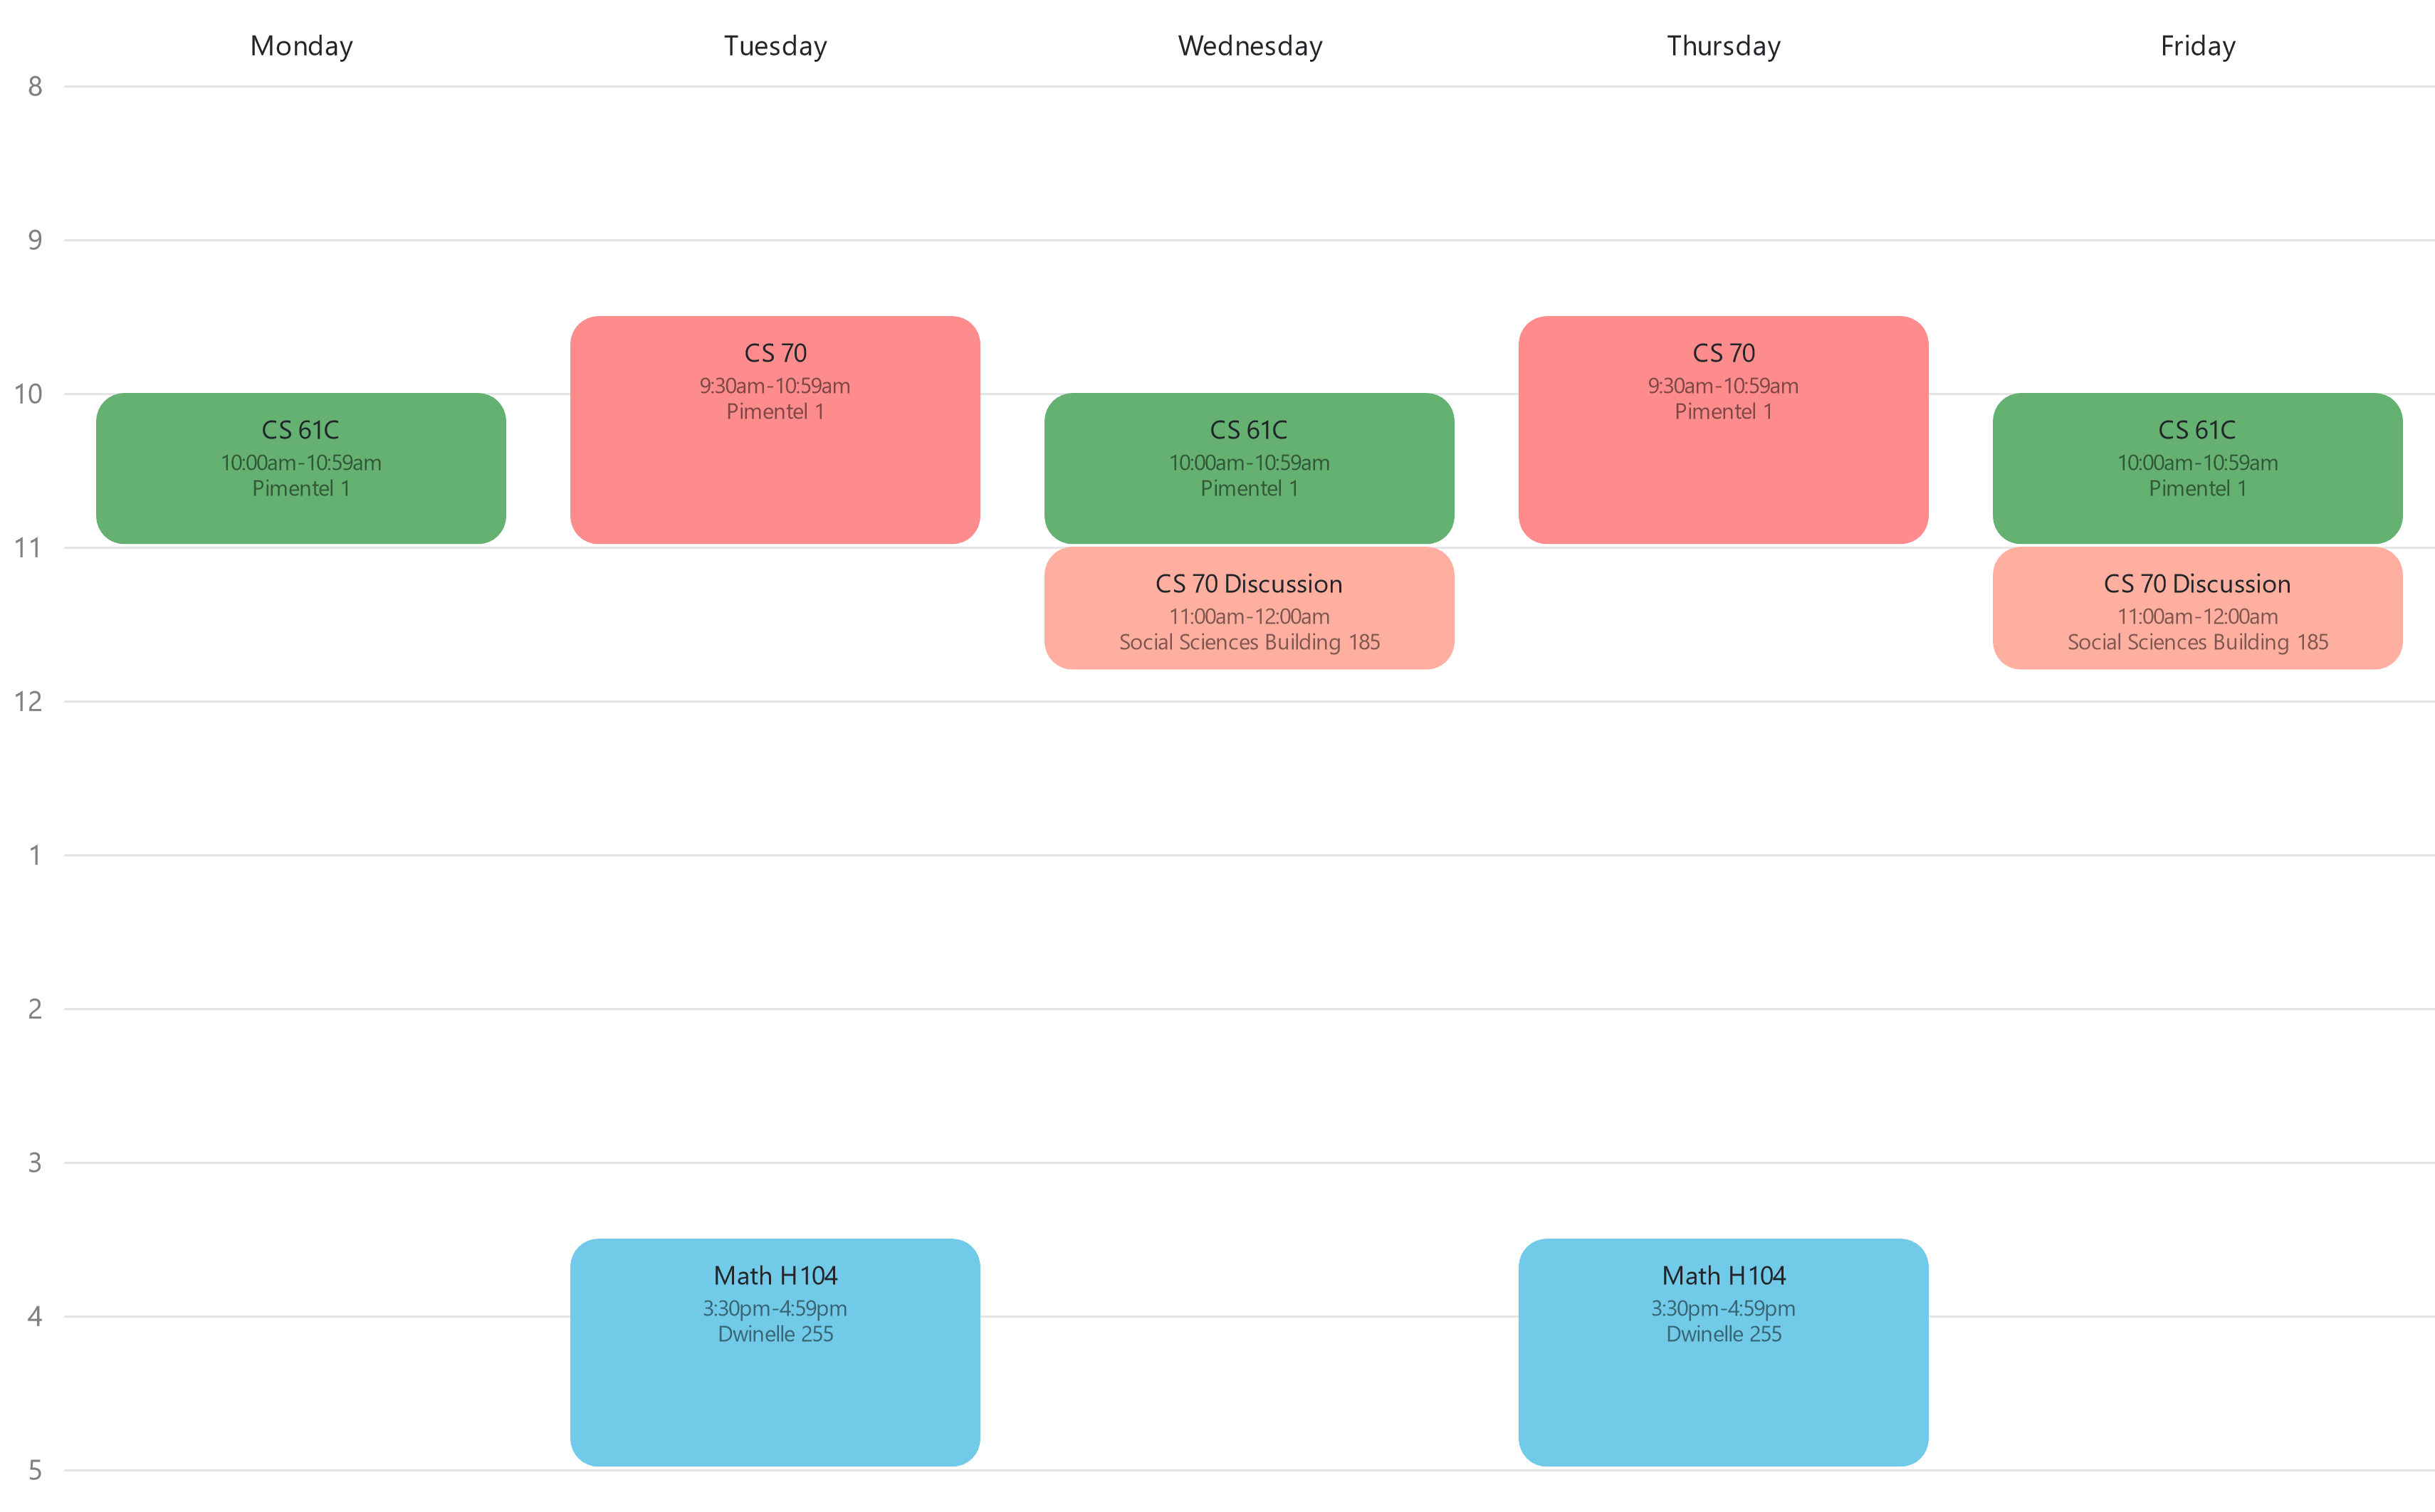 Monday
Tuesday
Wednesday
Thursday
Friday
8
9
10
11
12
1
2
3
4
5
CS 61C
10:00am-10:59am
Pimentel 1
CS 70
9:30am-10:59am
Pimentel 1
Math H104
3:30pm-4:59pm
Dwinelle 255
CS 61C
10:00am-10:59am
Pimentel 1
CS 70 Discussion
11:00am-12:00am
Social Sciences Building 185
CS 70
9:30am-10:59am
Pimentel 1
Math H104
3:30pm-4:59pm
Dwinelle 255
CS 61C
10:00am-10:59am
Pimentel 1
CS 70 Discussion
11:00am-12:00am
Social Sciences Building 185